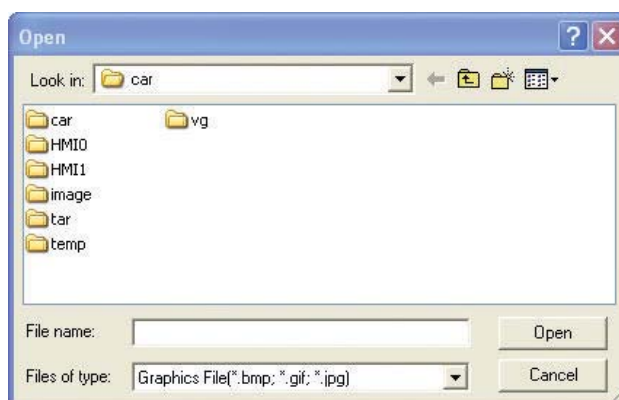 Open
Look in: car
car vg
HMI0
HMI1
image
tar
temp
File name: Open
Files of type: Graphics File(*.bmp; *.gif; *.jpg) Cancel